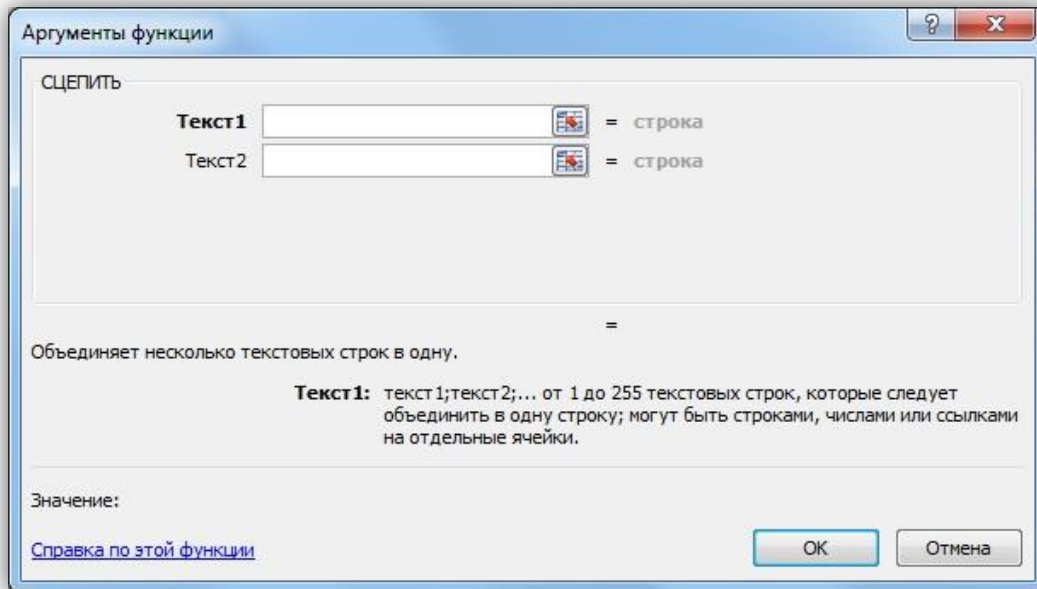 Аргументы функции
СЦЕПИТЬ
Текст1 = строка
Текст2 = строка
=
Объединяет несколько текстовых строк в одну.
Текст1: текст1;текст2;... от 1 до 255 текстовых строк, которые следует
объединить в одну строку; могут быть строками, числами или ссылками
на отдельные ячейки.
Значение:
Справка по этой функции OK Отмена